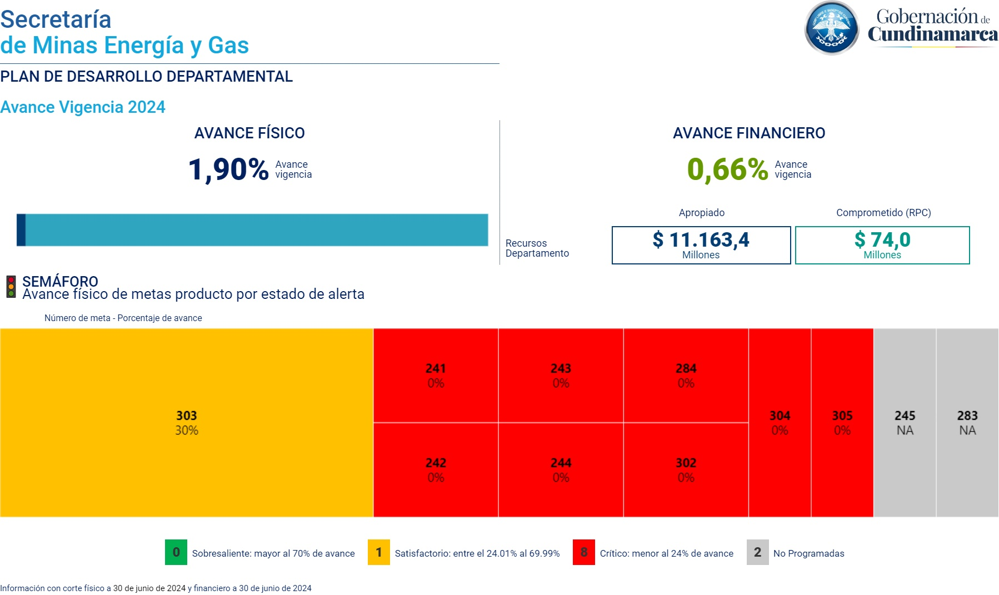 Secretaría
de Minas Energía y Gas
Gobernación de
Cundinamarca
PLAN DE DESARROLLO DEPARTAMENTAL
Avance Vigencia 2024
AVANCE FÍSICO
1,90% Avance
vigencia
AVANCE FINANCIERO
0,66% Avance
vigencia
Apropiado
Comprometido (RPC)
Recursos
Departamento
$ 11.163,4
Millones
$ 74,0
Millones
SEMÁFORO
Avance físico de metas producto por estado de alerta
Número de meta - Porcentaje de avance
303
30%
241
0%
243
0%
284
0%
242
0%
244
0%
302
0%
304
0%
305
0%
245
NA
283
NA
0 Sobresaliente: mayor al 70% de avance
1 Satisfactorio: entre el 24.01% al 69.99%
8 Crítico: menor al 24% de avance
2 No Programadas
Información con corte físico a 30 de junio de 2024 y financiero a 30 de junio de 2024